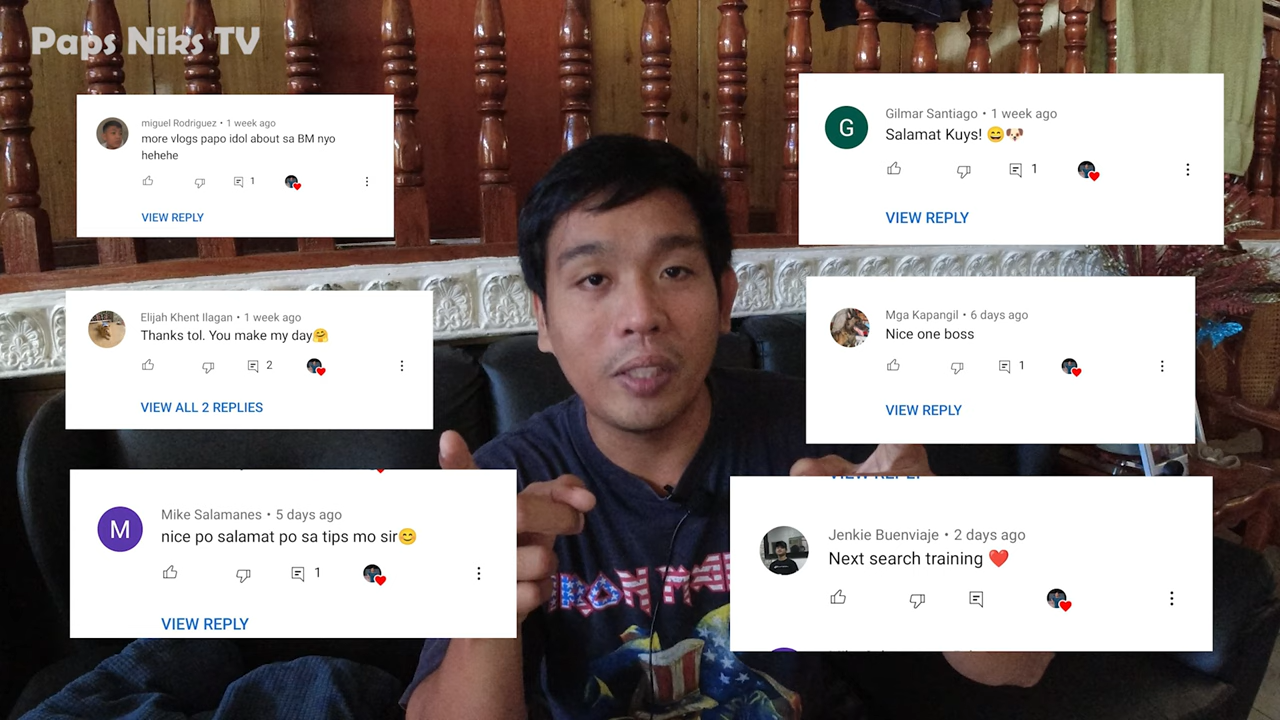 Paps Niks TV
miguel Rodriguez • 1 week ago
more vlogs papo idol about sa BM nyo
hehehe
1
VIEW REPLY
Elijah Khent Ilagan • 1 week ago
Thanks tol. You make my day🤗
2
VIEW ALL 2 REPLIES
M
Mike Salamanes • 5 days ago
nice po salamat po sa tips mo sir😊
1
VIEW REPLY
G
Gilmar Santiago • 1 week ago
Salamat Kuys! 😄🐶
1
VIEW REPLY
Mga Kapangil • 6 days ago
Nice one boss
1
VIEW REPLY
VIEW REPLY
Jenkie Buenviaje • 2 days ago
Next search training ❤️
IRON MAI